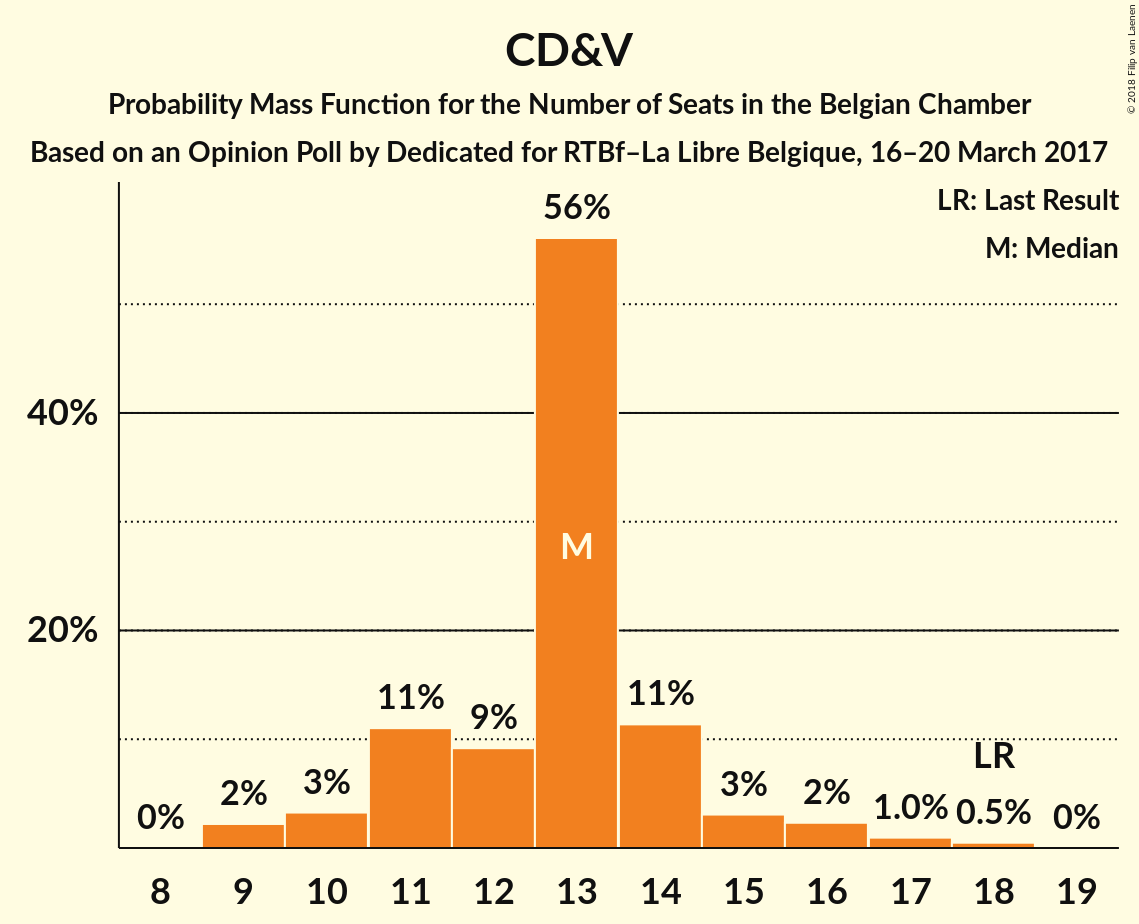 CD&V
Probability Mass Function for the Number of Seats in the Belgian Chamber
Based on an Opinion Poll by Dedicated for RTBf–La Libre Belgique, 16–20 March 2017
© 2018 Filip van Laenen
LR: Last Result
M: Median
40%
20%
0%
2%
3%
11%
9%
56%
M
11%
3%
2%
1.0%
LR
0.5%
0%
8 9 10 11 12 13 14 15 16 17 18 19